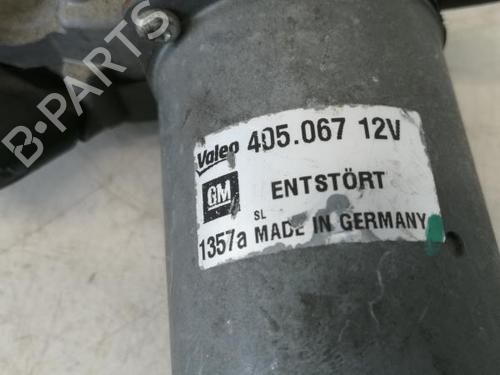 Valeo 405.067 12V
GM ENTSTÖRT
SL
1357a MADE IN GERMANY
B-PARTS